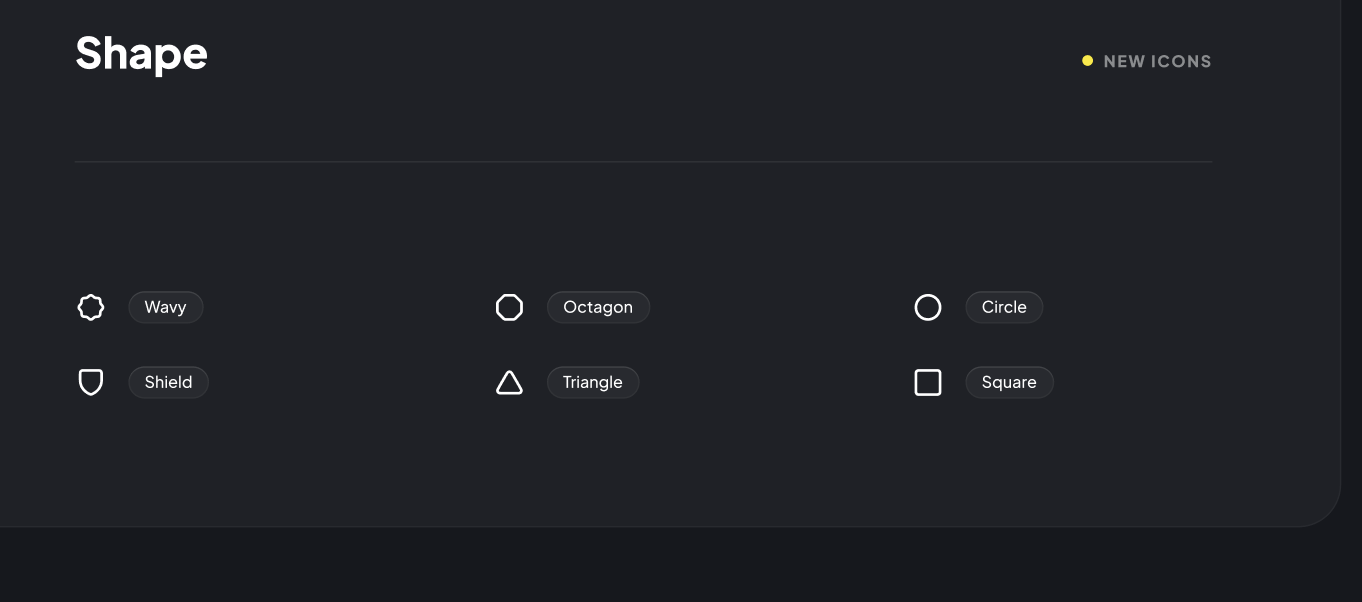 Shape
NEW ICONS
Wavy
Octagon
Circle
Shield
Triangle
Square